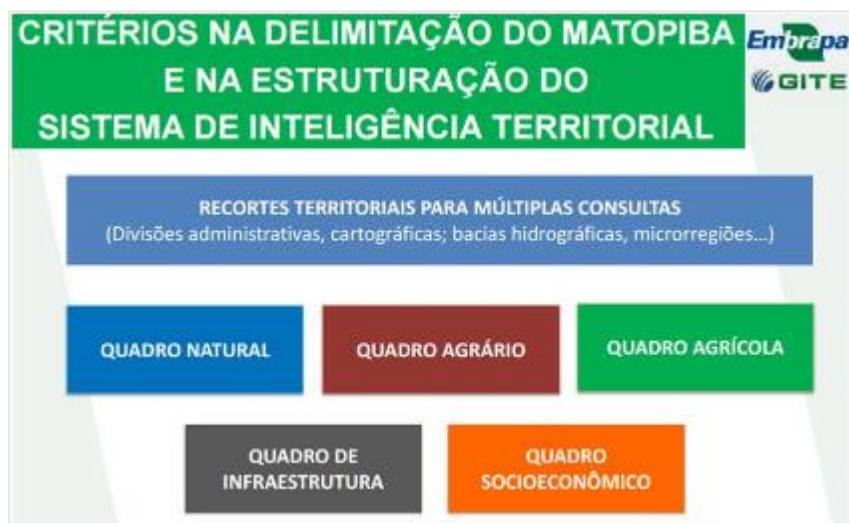 CRITÉRIOS NA DELIMITAÇÃO DO MATOPIBA
E NA ESTRUTURAÇÃO DO
SISTEMA DE INTELIGÊNCIA TERRITORIAL
Embrapa
GITE
RECORTES TERRITORIAIS PARA MÚLTIPLAS CONSULTAS
(Divisões administrativas, cartográficas; bacias hidrográficas, microrregiões...)
QUADRO NATURAL
QUADRO AGRÁRIO
QUADRO AGRÍCOLA
QUADRO DE
INFRAESTRUTURA
QUADRO
SOCIOECONÔMICO